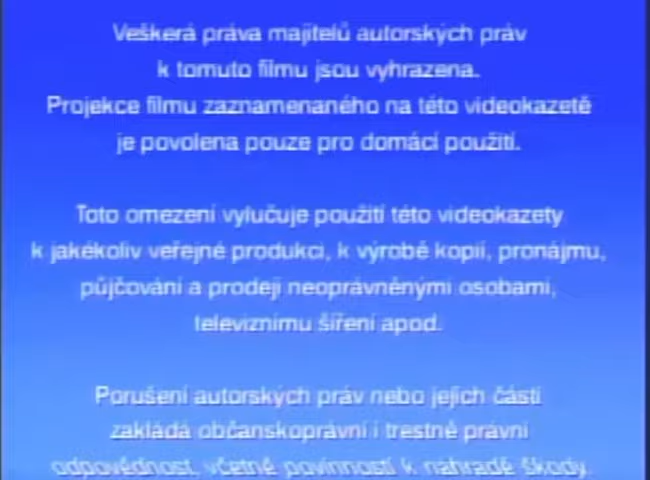 Veškerá práva majitelů autorských práv
k tomuto filmu jsou vyhrazena.
Projekce filmu zaznamenaného na této videokazetě
je povolena pouze pro domácí použití.
Toto omezení vylučuje použití této videokazety
k jakékoliv veřejné produkci, k výrobě kopií, pronájmu,
půjčování a prodeji neoprávněnými osobami,
televiznímu šíření apod.
Porušení autorských práv nebo jejich částí
zakládá občanskoprávní i trestně právní
odpovědnost, včetně povinností k náhradě škody.